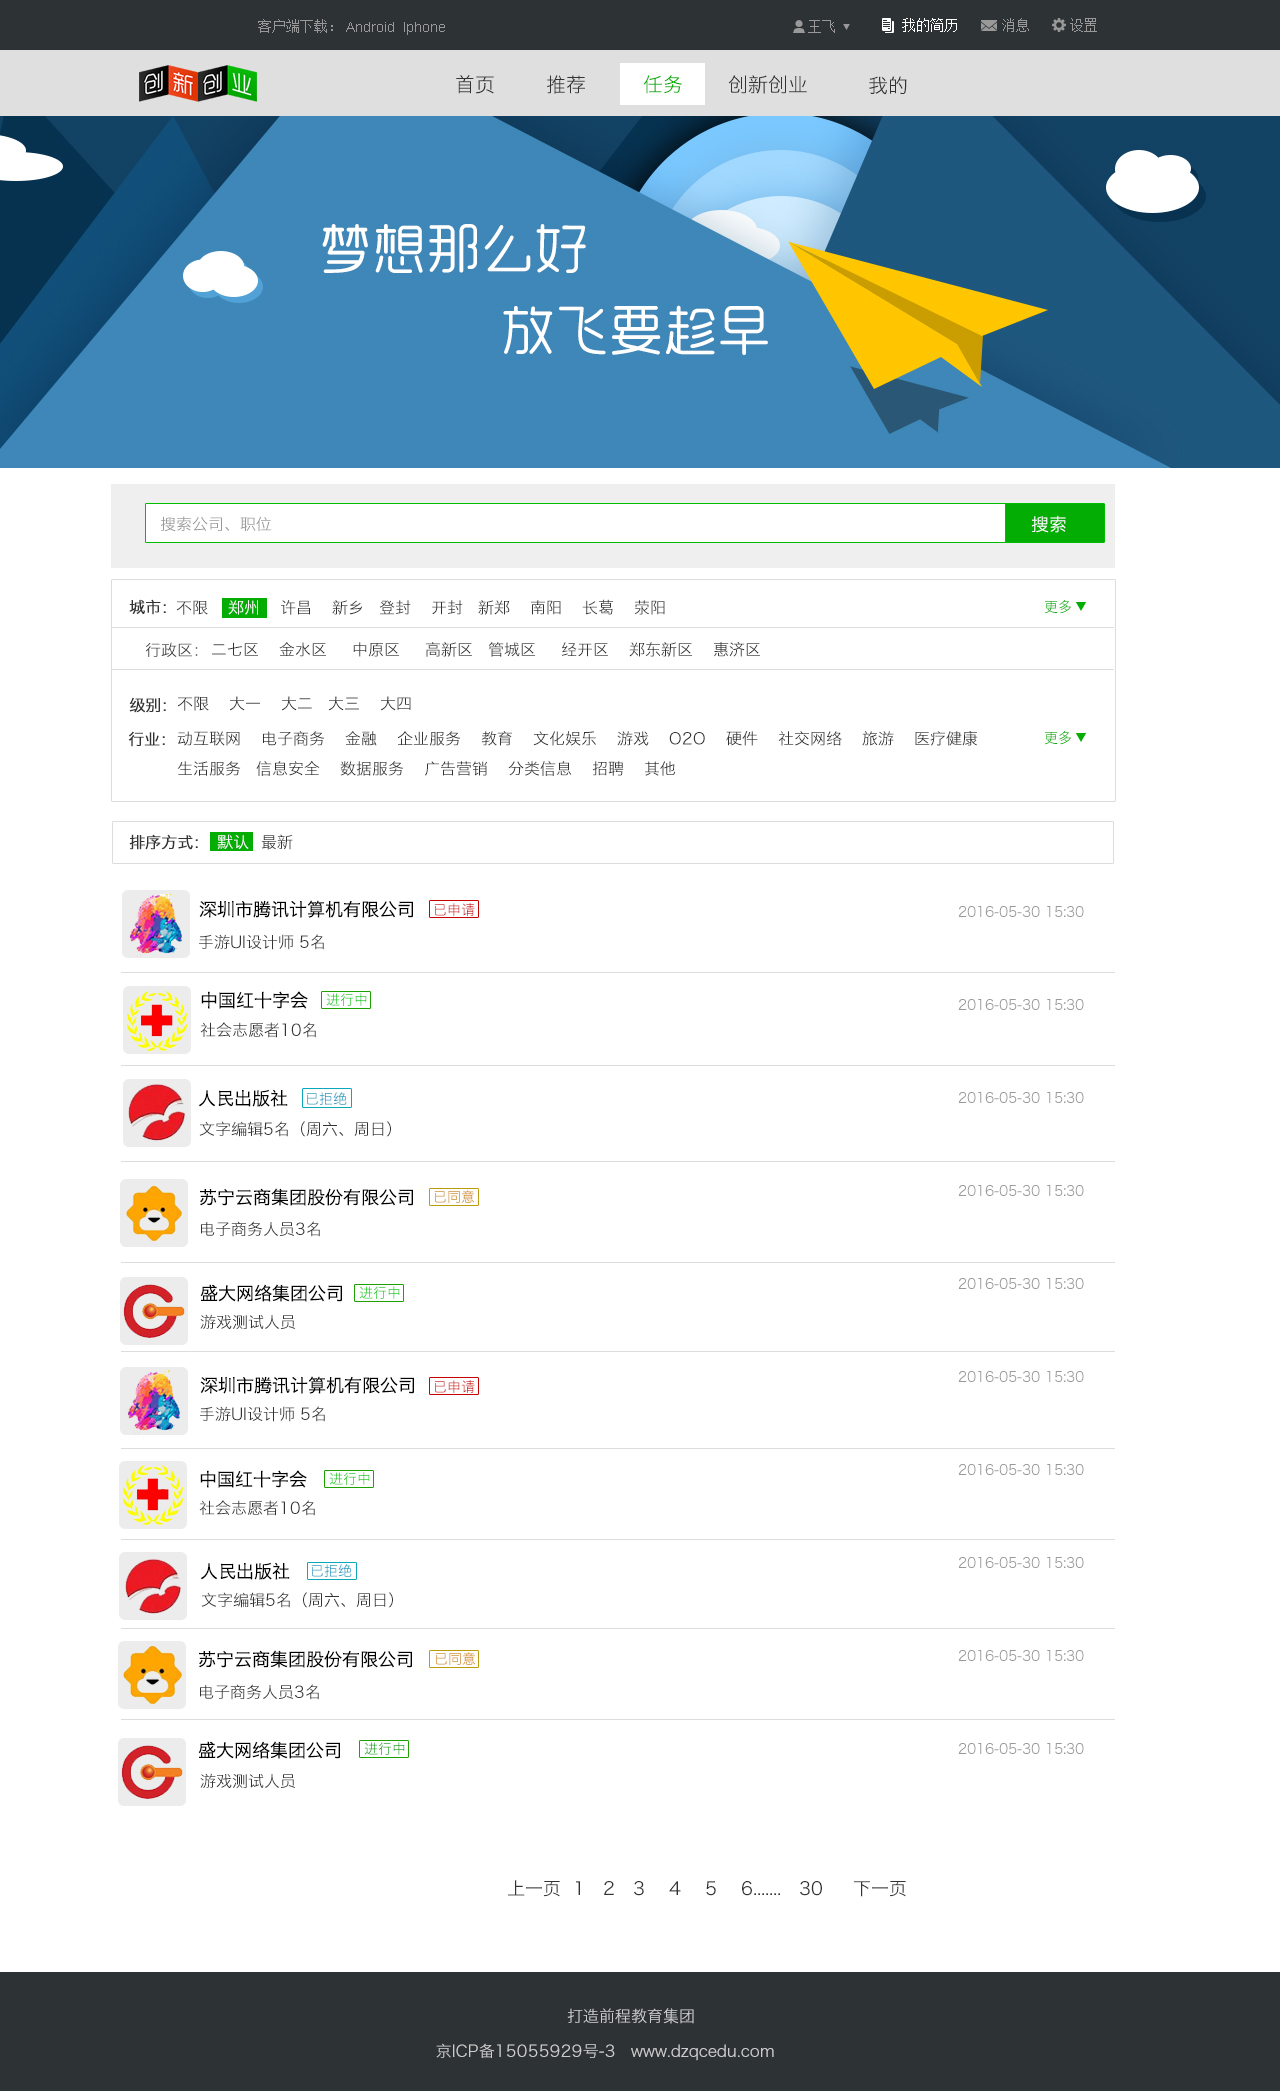 客户端下载： Android Iphone 王飞 我的简历 消息 设置
创新创业 首页 推荐 任务 创新创业 我的
梦想那么好
放飞要趁早
搜索公司、职位 搜索
城市： 不限 郑州 许昌 新乡 登封 开封 新郑 南阳 长葛 荥阳 更多
行政区： 二七区 金水区 中原区 高新区 管城区 经开区 郑东新区 惠济区
级别： 不限 大一 大二 大三 大四
行业： 动互联网 电子商务 金融 企业服务 教育 文化娱乐 游戏 O2O 硬件 社交网络 旅游 医疗健康 更多
生活服务 信息安全 数据服务 广告营销 分类信息 招聘 其他
排序方式： 默认 最新
深圳市腾讯计算机有限公司 已申请 2016-05-30 15:30
手游UI设计师 5名
中国红十字会 进行中 2016-05-30 15:30
社会志愿者10名
人民出版社 已拒绝 2016-05-30 15:30
文字编辑5名（周六、周日）
苏宁云商集团股份有限公司 已同意 2016-05-30 15:30
电子商务人员3名
盛大网络集团公司 进行中 2016-05-30 15:30
游戏测试人员
深圳市腾讯计算机有限公司 已申请 2016-05-30 15:30
手游UI设计师 5名
中国红十字会 进行中 2016-05-30 15:30
社会志愿者10名
人民出版社 已拒绝 2016-05-30 15:30
文字编辑5名（周六、周日）
苏宁云商集团股份有限公司 已同意 2016-05-30 15:30
电子商务人员3名
盛大网络集团公司 进行中 2016-05-30 15:30
游戏测试人员
上一页 1 2 3 4 5 6....... 30 下一页
打造前程教育集团
京ICP备15055929号-3 www.dzqcedu.com